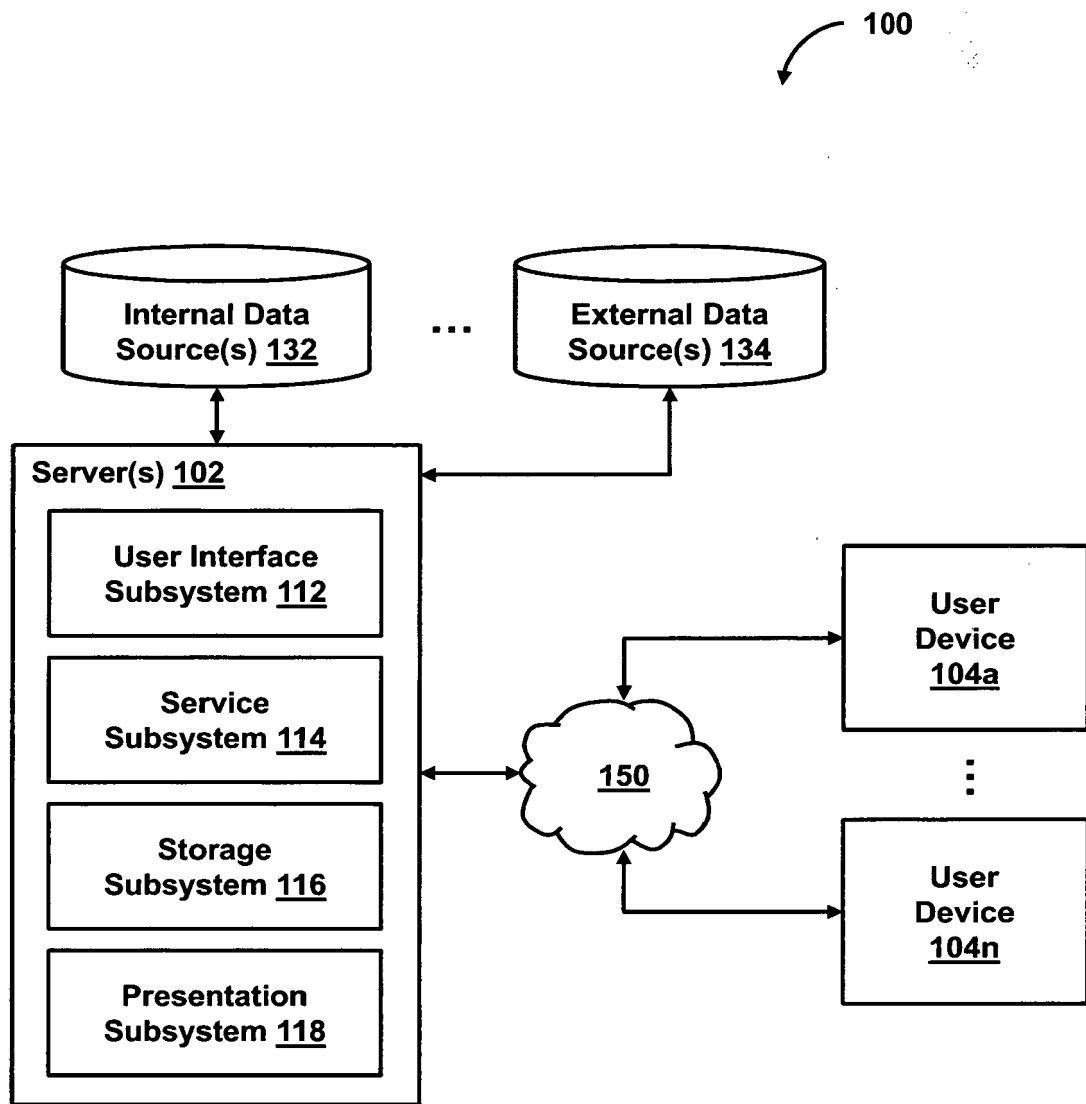 100
Internal Data
Source(s) 132
...
External Data
Source(s) 134
Server(s) 102
User Interface
Subsystem 112
Service
Subsystem 114
Storage
Subsystem 116
Presentation
Subsystem 118
150
User
Device
104a
...
User
Device
104n